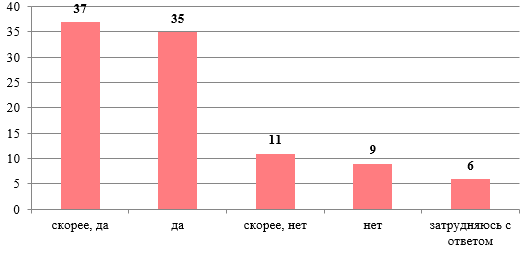 40
35
30
25
20
15
10
5
0
37
35
11
9
6
скорее, да
да
скорее, нет
нет
затрудняюсь с
ответом